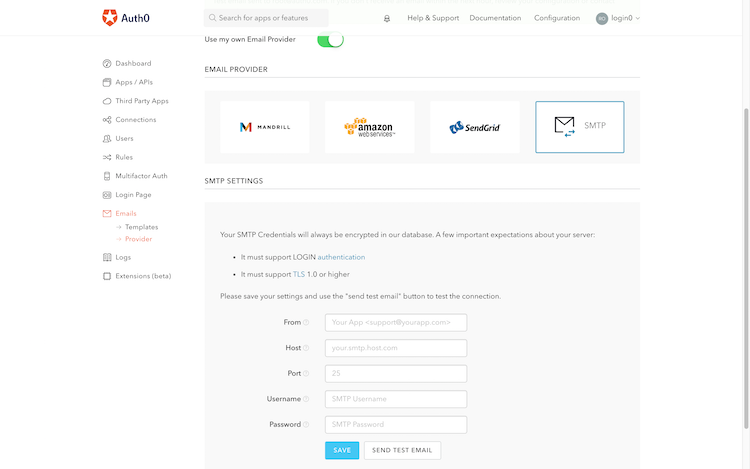 Auth0
Search for apps or features
Help & Support
Documentation
Configuration
login0
Use my own Email Provider
Dashboard
Apps / APIs
Third Party Apps
Connections
Users
Rules
Multifactor Auth
Login Page
Emails
Templates
Provider
Logs
Extensions (beta)
EMAIL PROVIDER
MANDRILL
amazon
web services™
SendGrid
SMTP
SMTP SETTINGS
Your SMTP Credentials will always be encrypted in our database. A few important expectations about your server:
• It must support LOGIN authentication
• It must support TLS 1.0 or higher
Please save your settings and use the "send test email" button to test the connection.
From Your App <support@yourapp.com>
Host your.smtp.host.com
Port 25
Username SMTP Username
Password SMTP Password
SAVE SEND TEST EMAIL